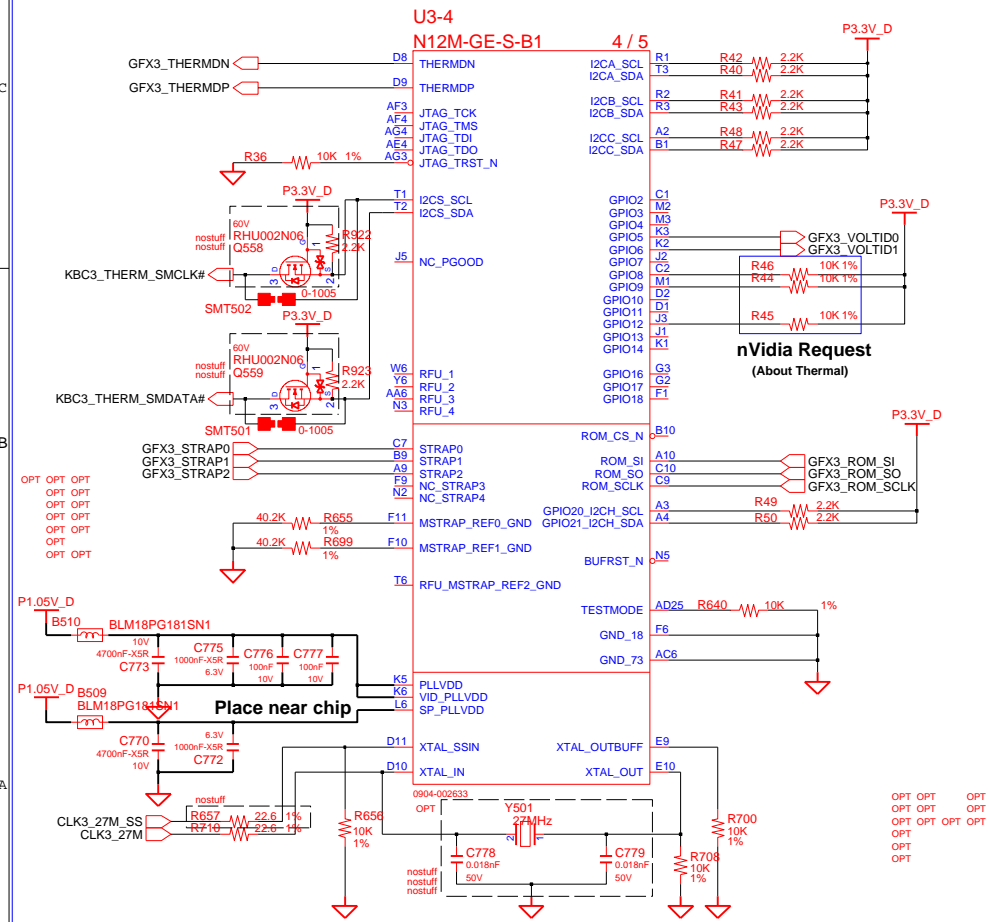 U3-4
N12M-GE-S-B1 4 / 5
P3.3V_D
GFX3_THERMDN D8 THERMDN
GFX3_THERMDP D9 THERMDP
AF3 JTAG_TCK
AF4 JTAG_TMS
AG4 JTAG_TDI
AE4 JTAG_TDO
R36 10K 1% AG3 JTAG_TRST_N
I2CA_SCL R1 R42 2.2K
I2CA_SDA T3 R40 2.2K
I2CB_SCL R2 R41 2.2K
I2CB_SDA R3 R43 2.2K
I2CC_SCL A2 R48 2.2K
I2CC_SDA B1 R47 2.2K
C
P3.3V_D
T1 I2CS_SCL
T2 I2CS_SDA
60V
RHU002N06
nostuff
nostuff
Q558
R922
2.2K
G 1
D 3
S 2
KBC3_THERM_SMCLK#
0-1005
SMT502
J5 NC_PGOOD
P3.3V_D
60V
RHU002N06
nostuff
nostuff
Q559
R923
2.2K
G 1
D 3
S 2
KBC3_THERM_SMDATA#
0-1005
SMT501
W6 RFU_1
Y6 RFU_2
AA6 RFU_3
N3 RFU_4
GPIO2 C1
GPIO3 M2
GPIO4 M3
GPIO5 K3 GFX3_VOLTID0
GPIO6 K2 GFX3_VOLTID1
GPIO7 J2
GPIO8 C2 R46 10K 1%
GPIO9 M1 R44 10K 1%
GPIO10 D2
GPIO11 D1
GPIO12 J3 R45 10K 1%
GPIO13 J1
GPIO14 K1
GPIO16 G3
GPIO17 G2
GPIO18 F1
P3.3V_D
nVidia Request
(About Thermal)
B
GFX3_STRAP0 C7 STRAP0
GFX3_STRAP1 B9 STRAP1
GFX3_STRAP2 A9 STRAP2
F9 NC_STRAP3
N2 NC_STRAP4
OPT OPT OPT
OPT OPT
OPT OPT
OPT OPT
OPT OPT
OPT
OPT OPT
40.2K R655 1% F11 MSTRAP_REF0_GND
40.2K R699 1% F10 MSTRAP_REF1_GND
T6 RFU_MSTRAP_REF2_GND
P3.3V_D
ROM_CS_N B10
ROM_SI A10 GFX3_ROM_SI
ROM_SO C10 GFX3_ROM_SO
ROM_SCLK C9 GFX3_ROM_SCLK
GPIO20_I2CH_SCL A3 R49 2.2K
GPIO21_I2CH_SDA A4 R50 2.2K
BUFRST_N N5
TESTMODE AD25 R640 10K 1%
GND_18 F6
GND_73 AC6
P1.05V_D
B510 BLM18PG181SN1
10V
4700nF-X5R
C773
C775
1000nF-X5R
6.3V
C776
100nF
10V
C777
100nF
10V
K5 PLLVDD
K6 VID_PLLVDD
L6 SP_PLLVDD
P1.05V_D
B509
BLM18PG181SN1
Place near chip
C770
4700nF-X5R
10V
6.3V
1000nF-X5R
C772
A
D11 XTAL_SSIN
D10 XTAL_IN
XTAL_OUTBUFF E9
XTAL_OUT E10
nostuff
CLK3_27M_SS R657 22.6 1%
CLK3_27M R710 22.6 1%
R656
10K
1%
0904-002633
OPT
Y501
27MHz
2 1
C778
0.018nF
50V
C779
0.018nF
50V
nostuff
nostuff
nostuff
R708
10K
1%
R700
10K
1%
OPT OPT OPT
OPT OPT OPT
OPT OPT OPT OPT
OPT
OPT
OPT